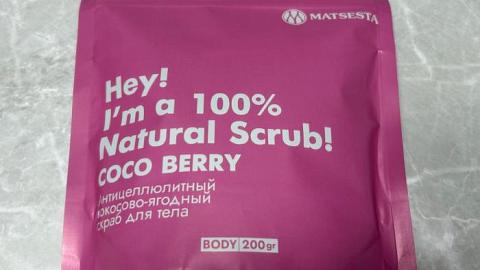 MATSESTA
Hey!
I'm a 100%
Natural Scrub!
COCO BERRY
Антицеллюлитный
кокосово-ягодный
скраб для тела
BODY 200gr